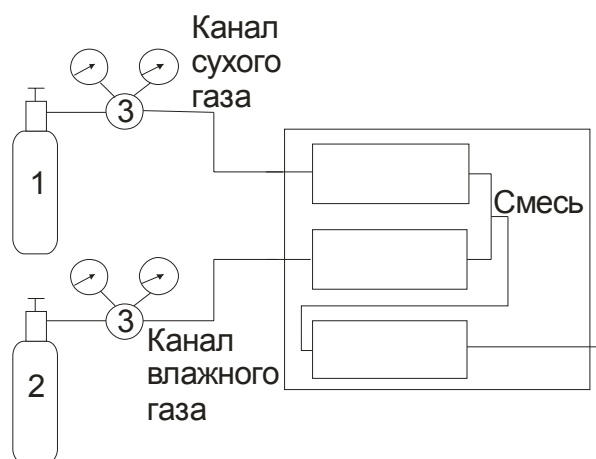 Канал
сухого
газа
3
1
Смесь
3
Канал
влажного
газа
2